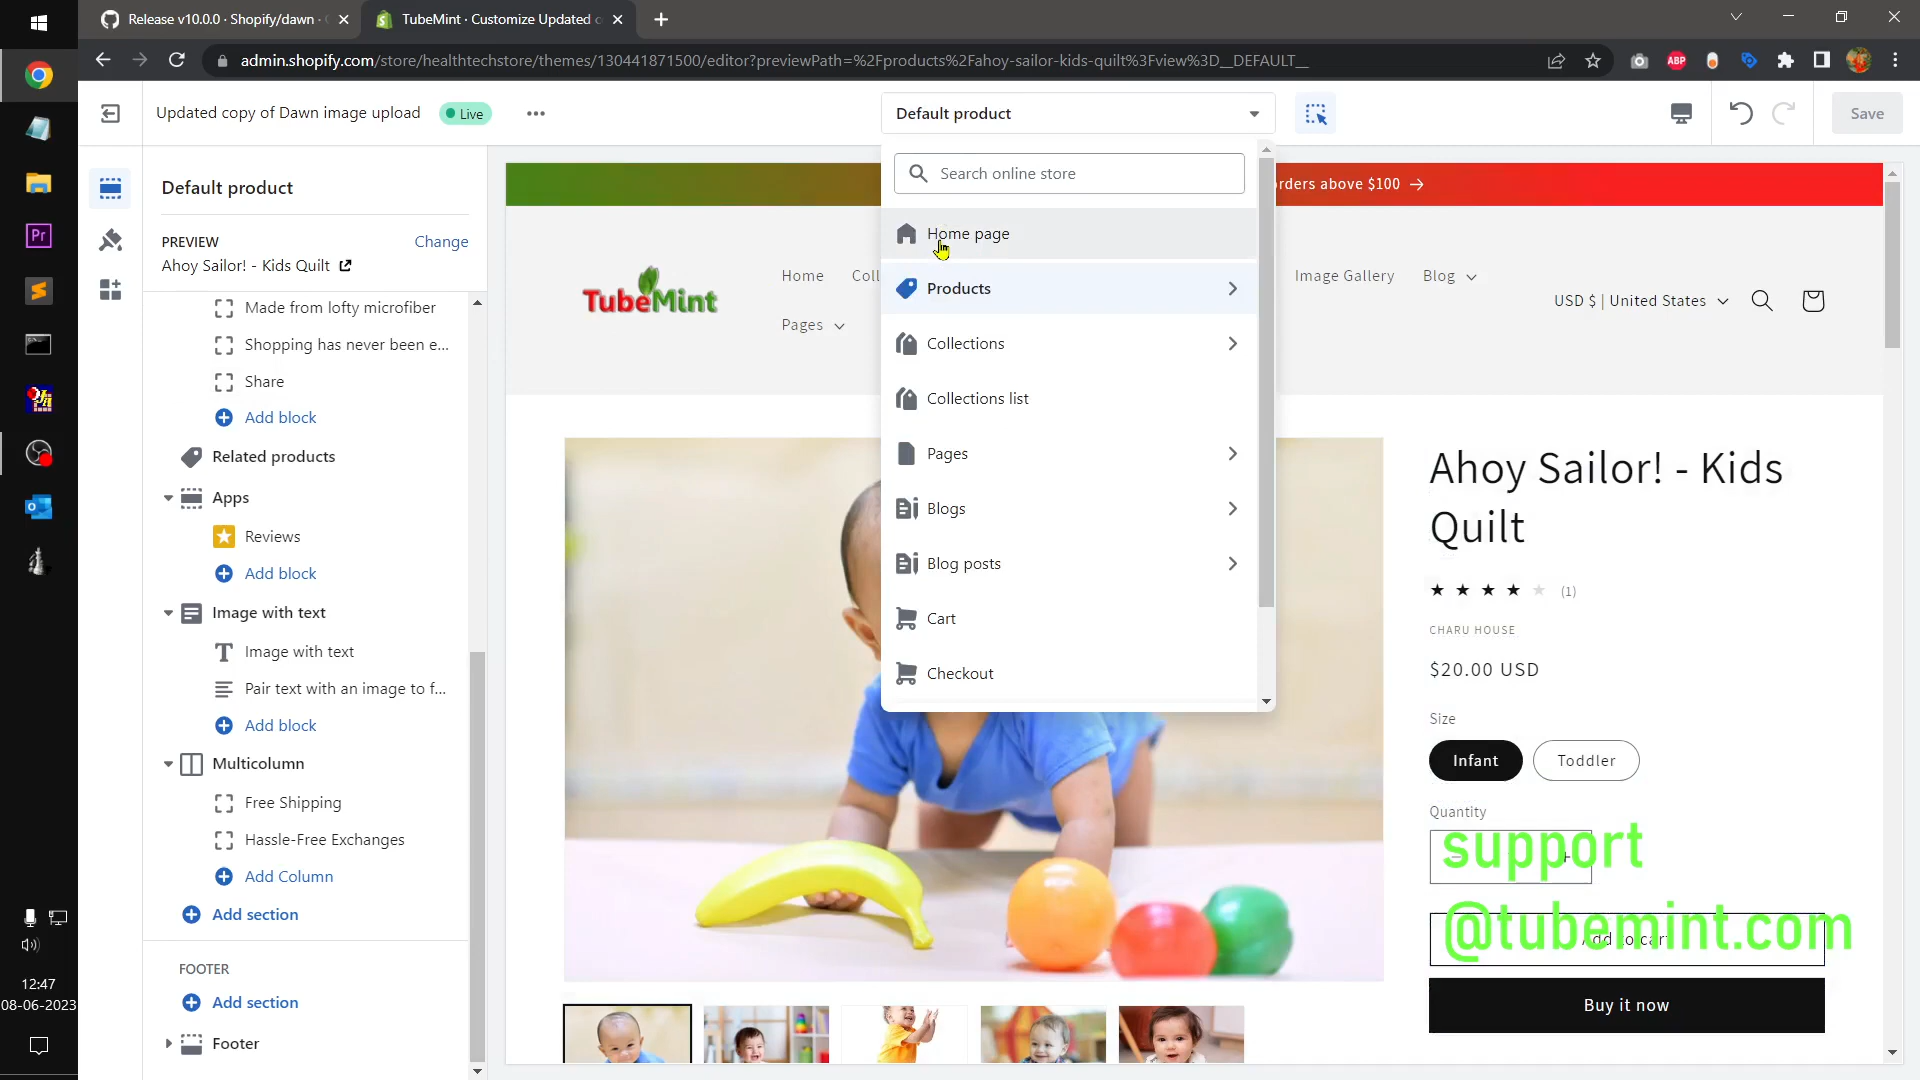 Release v10.0.0 · Shopify/dawn ·
TubeMint · Customize Updated
admin.shopify.com/store/healthtechstore/themes/130441871500/editor?previewPath=%2Fproducts%2Fahoy-sailor-kids-quilt%3Fview%3D__DEFAULT__
ABP
Updated copy of Dawn image upload
Live
Default product
Save
Default product
PREVIEW
Change
Ahoy Sailor! - Kids Quilt
Made from lofty microfiber
Shopping has never been e...
Share
Add block
Related products
Apps
Reviews
Add block
Image with text
Image with text
Pair text with an image to f...
Add block
Multicolumn
Free Shipping
Hassle-Free Exchanges
Add Column
Add section
FOOTER
Add section
Footer
Search online store
Home page
Products
Collections
Collections list
Pages
Blogs
Blog posts
Cart
Checkout
orders above $100 →
TubeMint
Home
Image Gallery
Blog
Pages
USD $ | United States
Ahoy Sailor! - Kids
Quilt
(1)
CHARU HOUSE
$20.00 USD
Size
Infant
Toddler
Quantity
support
@tubemint.com
Add to cart
Buy it now
Pr
12:47
08-06-2023